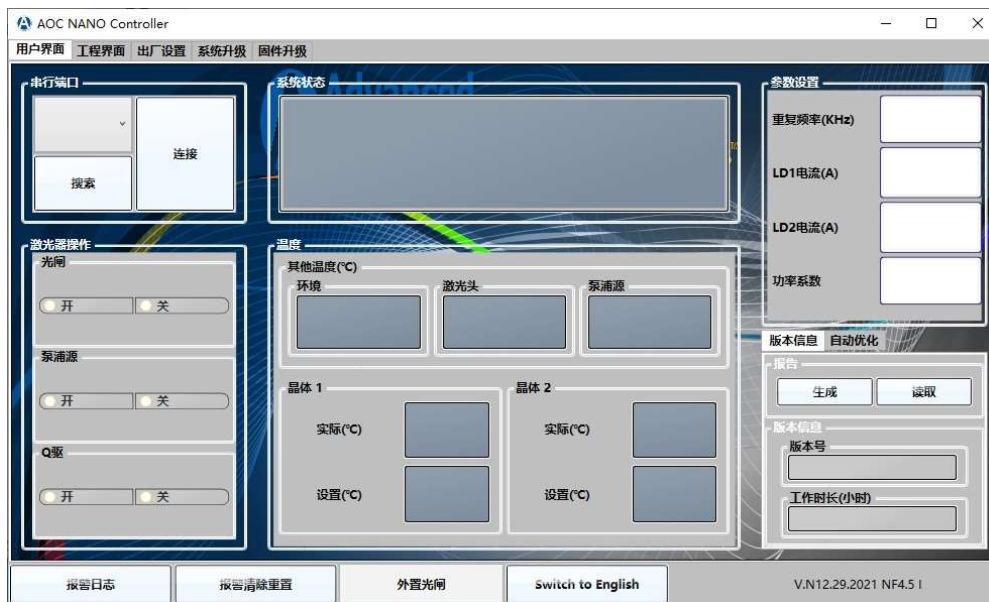 AOC NANO Controller
用户界面 工程界面 出厂设置 系统升级 固件升级
串行端口
连接
搜索
系统状态
Advanced
参数设置
重复频率(KHz)
LD1电流(A)
LD2电流(A)
功率系数
激光器操作
光闸
开 关
泵浦源
开 关
Q驱
开 关
温度
其他温度(℃)
环境 激光头 泵浦源
晶体 1
实际(℃)
设置(℃)
晶体 2
实际(℃)
设置(℃)
版本信息 自动优化
报告
生成 读取
版本信息
版本号
工作时长(小时)
报警日志 报警清除重置 外置光闸 Switch to English V.N12.29.2021 NF4.5 I